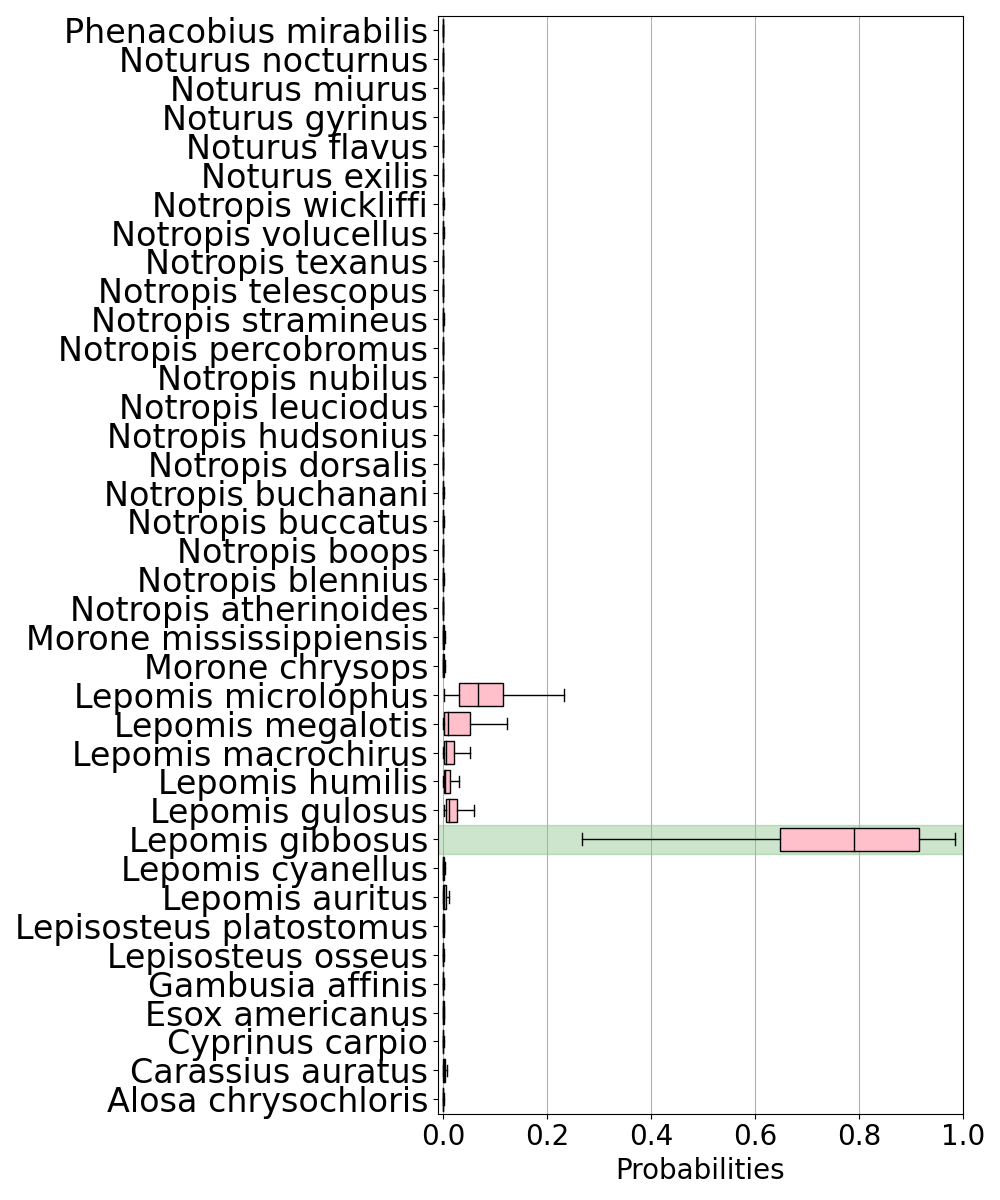 Phenacobius mirabilis
Noturus nocturnus
Noturus miurus
Noturus gyrinus
Noturus flavus
Noturus exilis
Notropis wickliffi
Notropis volucellus
Notropis texanus
Notropis telescopus
Notropis stramineus
Notropis percobromus
Notropis nubilus
Notropis leuciodus
Notropis hudsonius
Notropis dorsalis
Notropis buchanani
Notropis buccatus
Notropis boops
Notropis blennius
Notropis atherinoides
Morone mississippiensis
Morone chrysops
Lepomis microlophus
Lepomis megalotis
Lepomis macrochirus
Lepomis humilis
Lepomis gulosus
Lepomis gibbosus
Lepomis cyanellus
Lepomis auritus
Lepisosteus platostomus
Lepisosteus osseus
Gambusia affinis
Esox americanus
Cyprinus carpio
Carassius auratus
Alosa chrysochloris
0.0 0.2 0.4 0.6 0.8 1.0
Probabilities